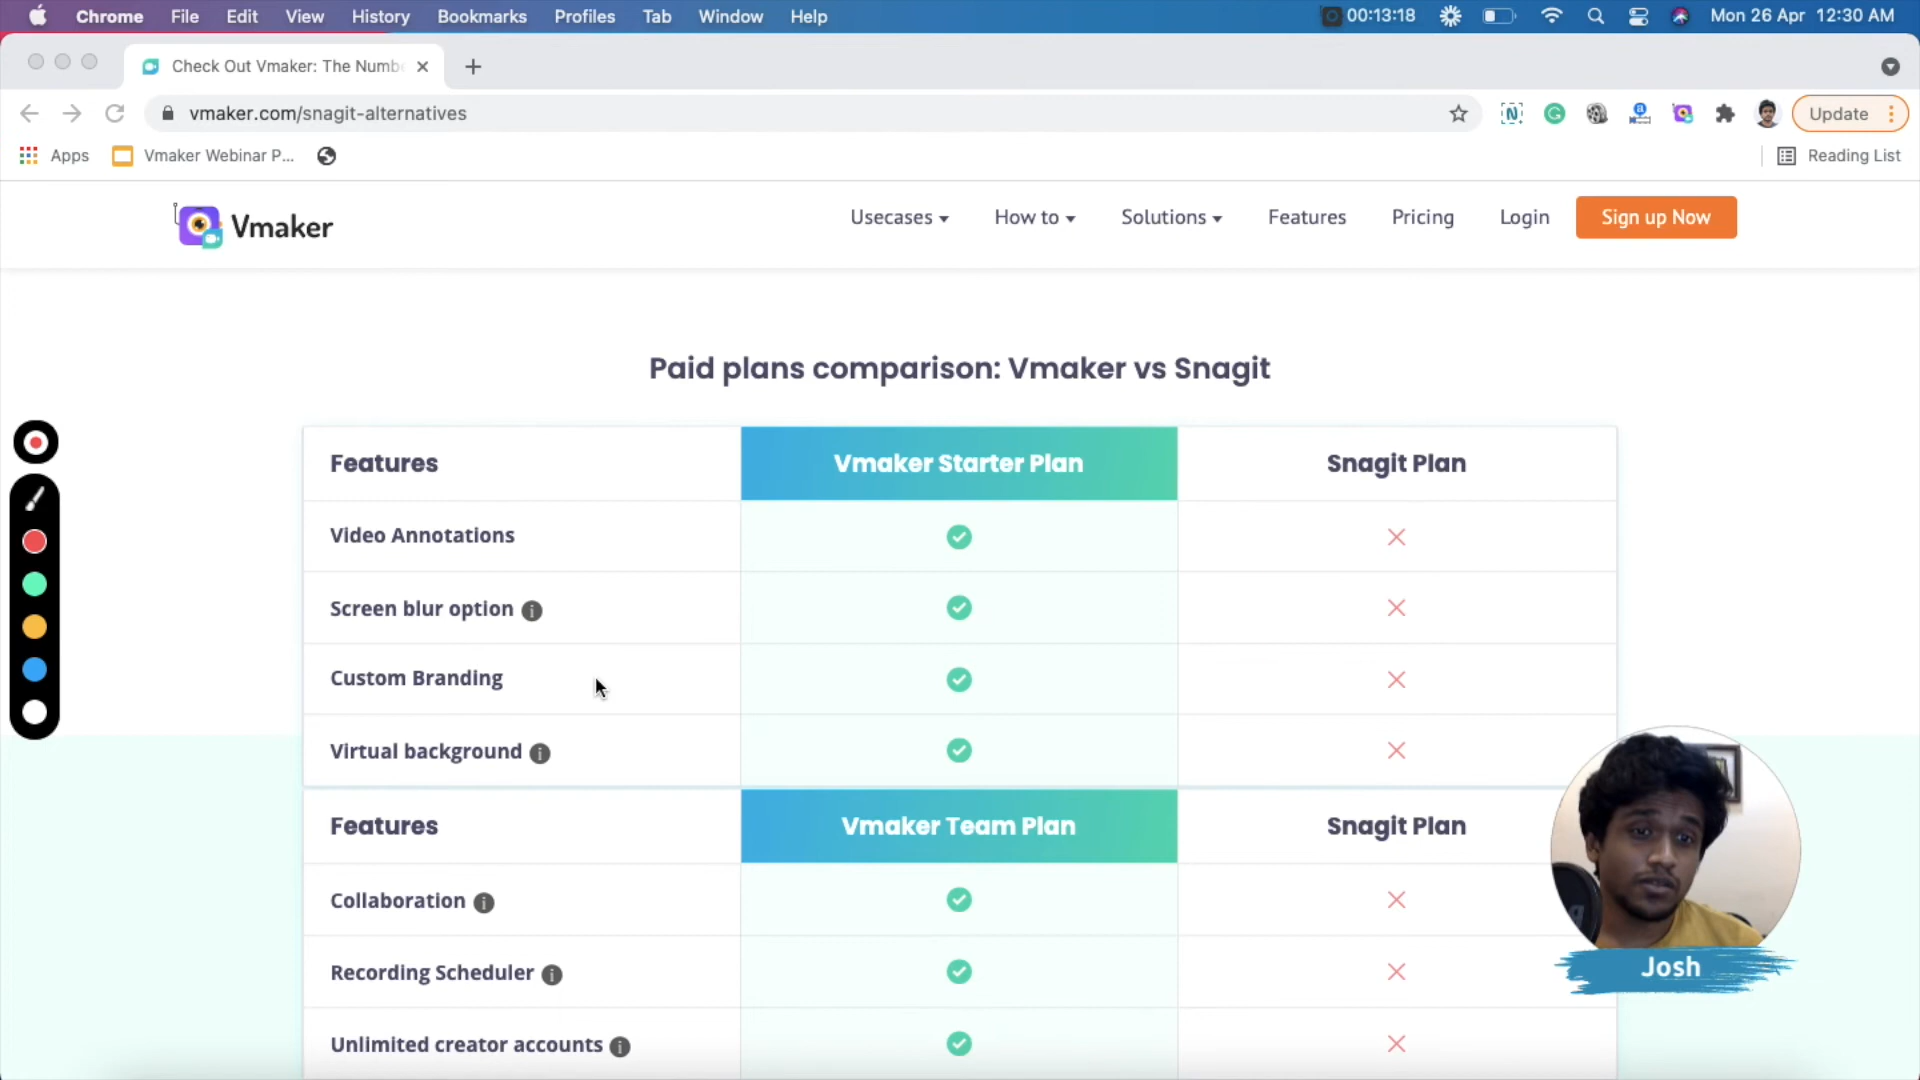 Chrome File Edit View History Bookmarks Profiles Tab Window Help 00:13:18 Mon 26 Apr 12:30 AM
Check Out Vmaker: The Numb
vmaker.com/snagit-alternatives Update
Apps Vmaker Webinar P... Reading List
Vmaker Usecases How to Solutions Features Pricing Login Sign up Now
Paid plans comparison: Vmaker vs Snagit
Features Vmaker Starter Plan Snagit Plan
Video Annotations
Screen blur option
Custom Branding
Virtual background
Features Vmaker Team Plan Snagit Plan
Collaboration
Recording Scheduler
Josh
Unlimited creator accounts